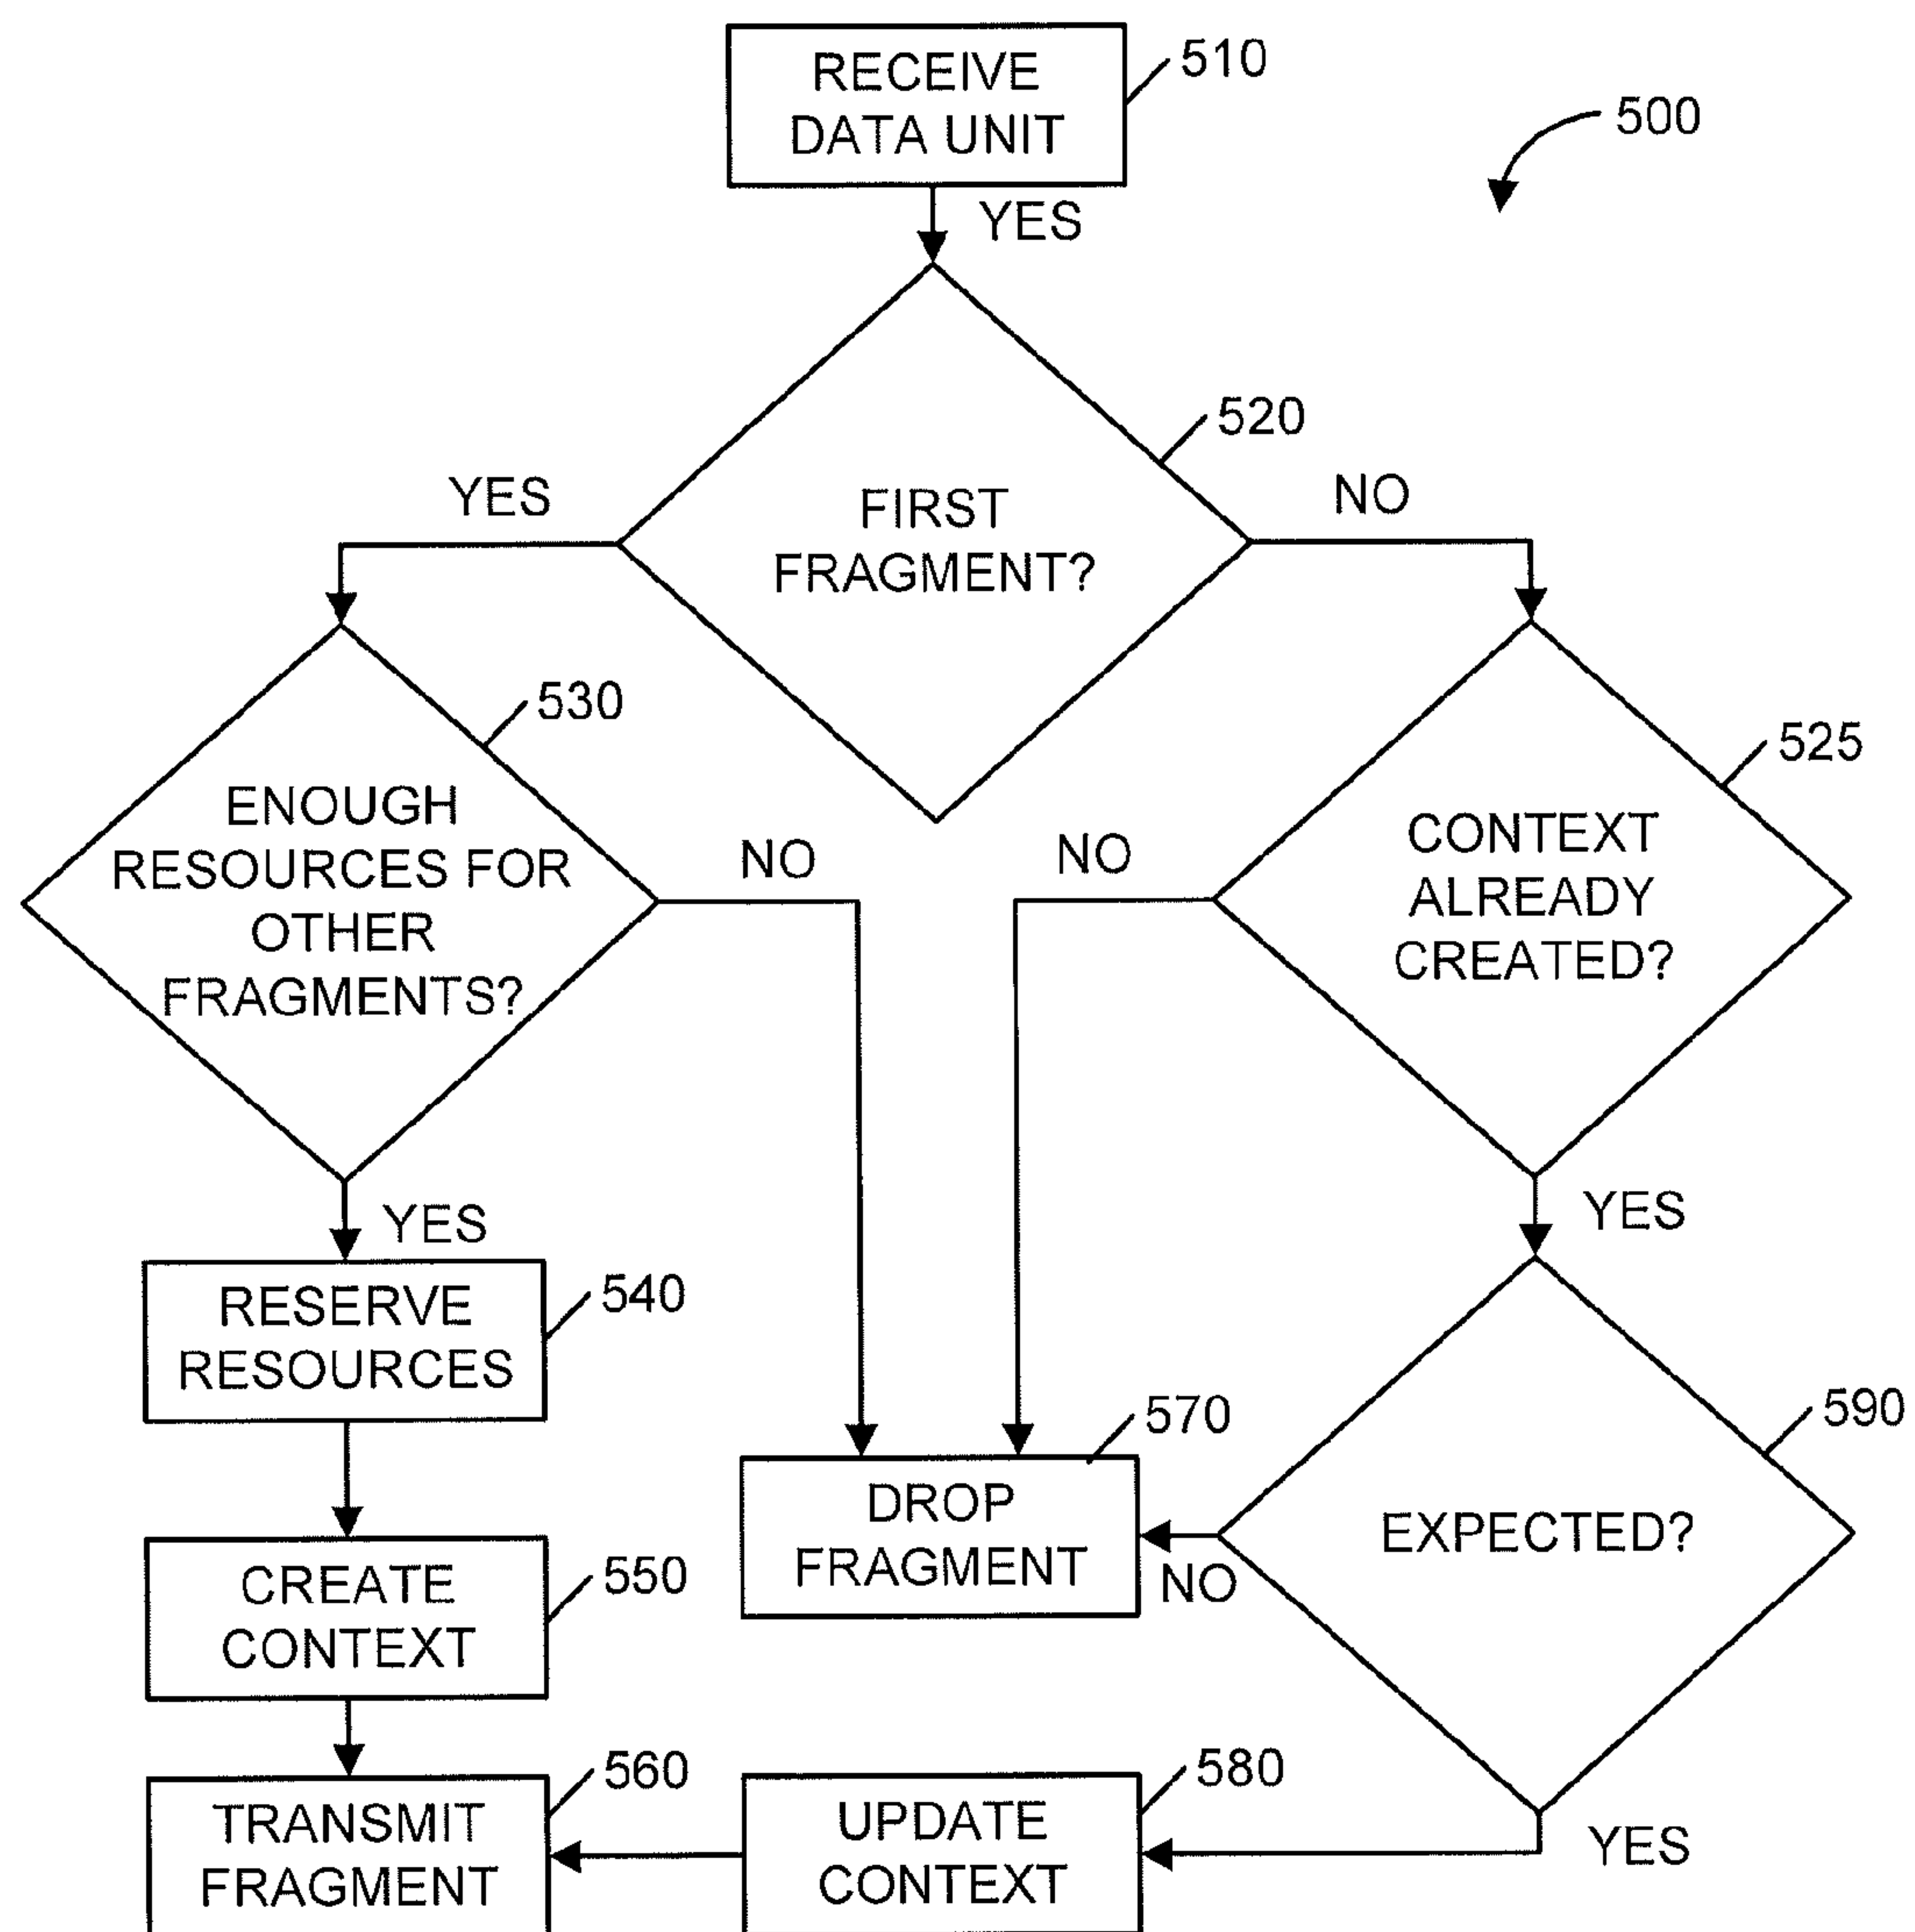 RECEIVE
DATA UNIT
510
500
YES
520
FIRST
FRAGMENT?
YES
NO
530
ENOUGH
RESOURCES FOR
OTHER
FRAGMENTS?
525
CONTEXT
ALREADY
CREATED?
NO
NO
YES
YES
RESERVE
RESOURCES
540
590
EXPECTED?
570
DROP
FRAGMENT
NO
CREATE
CONTEXT
550
TRANSMIT
FRAGMENT
560
UPDATE
CONTEXT
580
YES